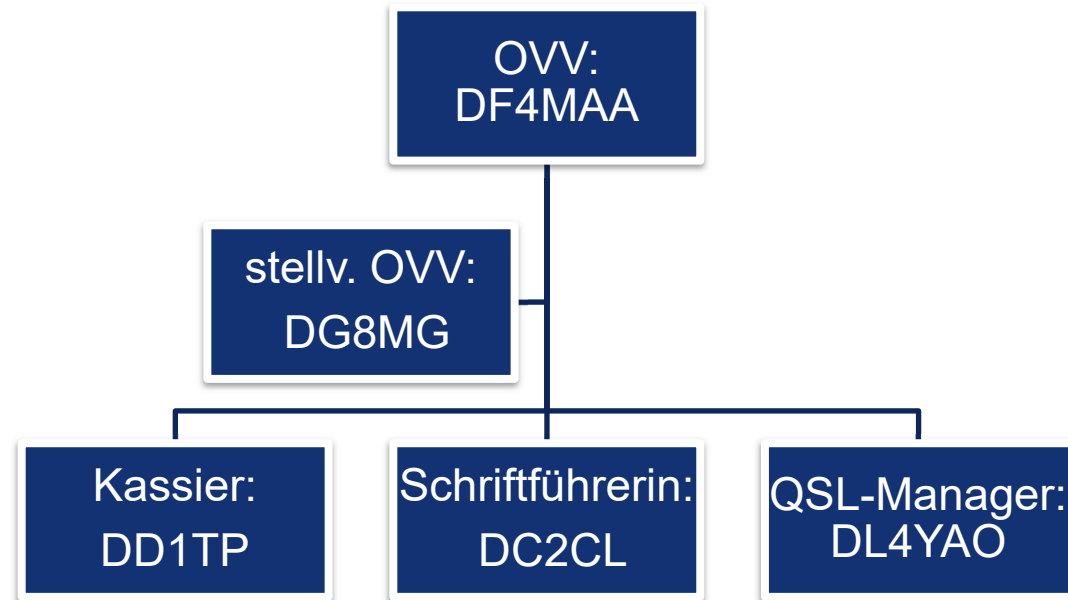 OVV:
DF4MAA
stellv. OVV:
DG8MG
Kassier:
DD1TP
Schriftführerin:
DC2CL
QSL-Manager:
DL4YAO